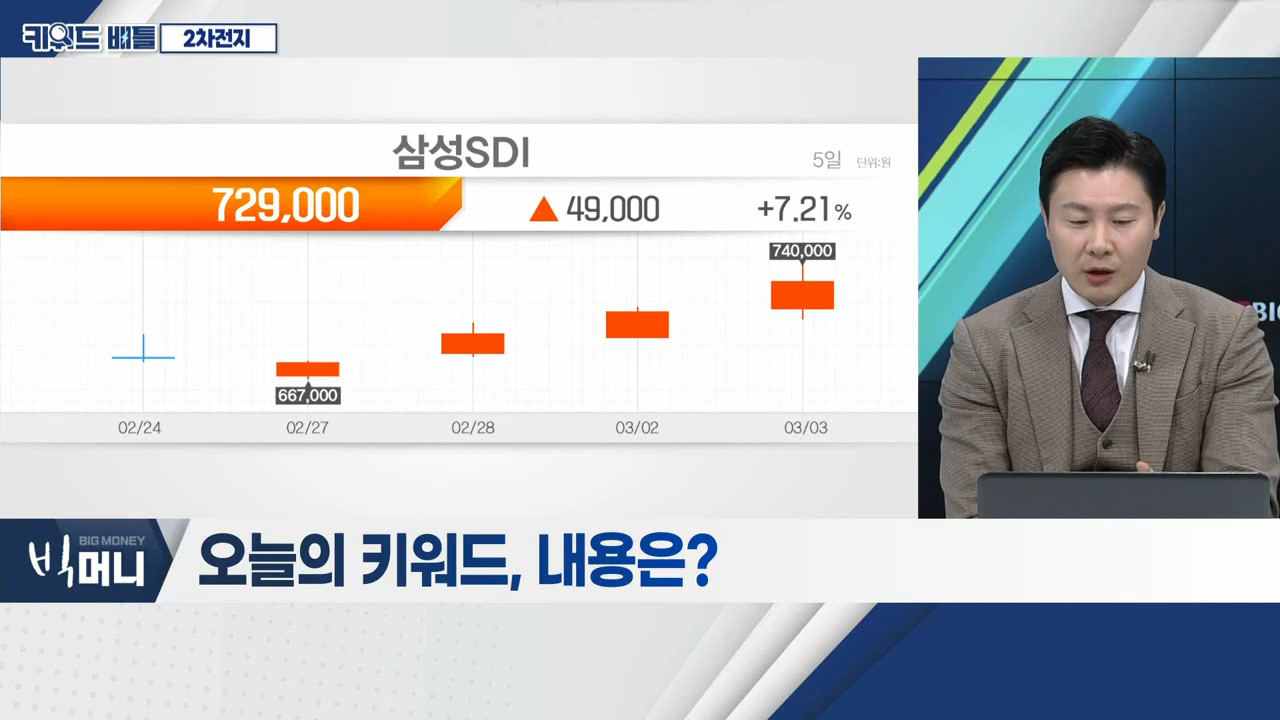 키워드 배틀
2차전지
삼성SDI
5일 단위:원
729,000 ▲ 49,000 +7.21%
740,000
667,000
02/24 02/27 02/28 03/02 03/03
BIG MONEY
빅머니
오늘의 키워드, 내용은?